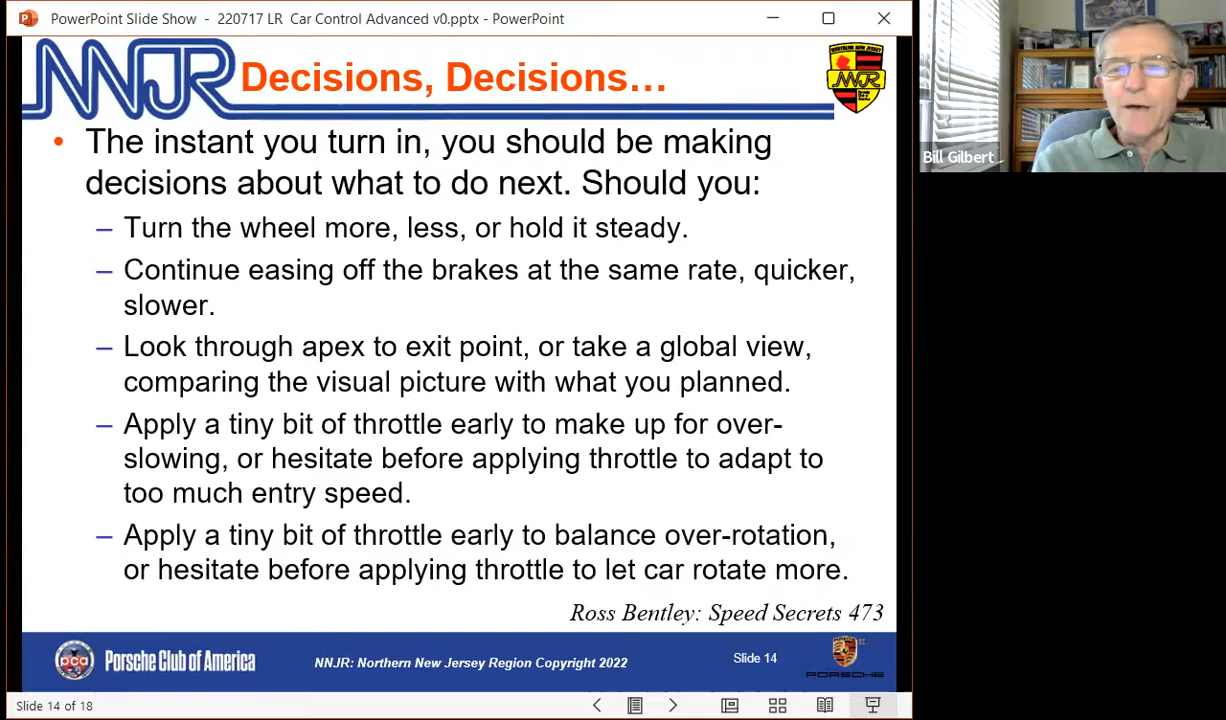 PowerPoint Slide Show - 220717 LR Car Control Advanced v0.pptx - PowerPoint
NNJR
Decisions, Decisions…
NNJR
• The instant you turn in, you should be making
decisions about what to do next. Should you:
– Turn the wheel more, less, or hold it steady.
– Continue easing off the brakes at the same rate, quicker,
slower.
– Look through apex to exit point, or take a global view,
comparing the visual picture with what you planned.
– Apply a tiny bit of throttle early to make up for over-
slowing, or hesitate before applying throttle to adapt to
too much entry speed.
– Apply a tiny bit of throttle early to balance over-rotation,
or hesitate before applying throttle to let car rotate more.
Ross Bentley: Speed Secrets 473
pca
Porsche Club of America
NNJR: Northern New Jersey Region Copyright 2022
Slide 14
PORSCHE
Slide 14 of 18
Bill Gilbert